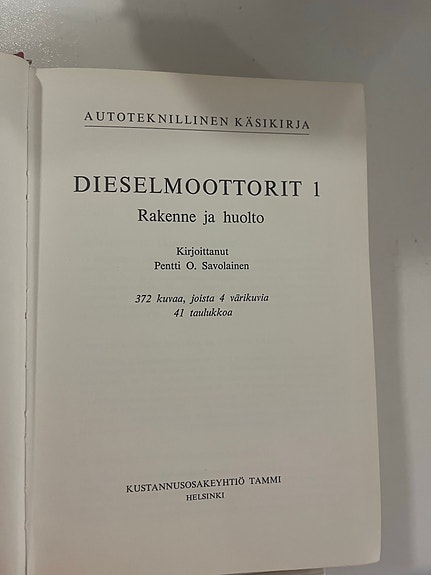 AUTOTEKNILLINEN KÄSIKIRJA
DIESELMOOTTORIT 1
Rakenne ja huolto
Kirjoittanut
Pentti O. Savolainen
372 kuvaa, joista 4 värikuvia
41 taulukkoa
KUSTANNUSOSAKEYHTIÖ TAMMI
HELSINKI